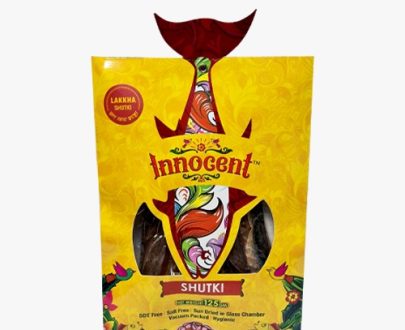 LAKKHA
SHUTKI
Innocent™
SHUTKI
NET WEIGHT 125 GM
DDT Free · Salt Free · Sun Dried in Glass Chamber
Vacuum Packed · Hygienic